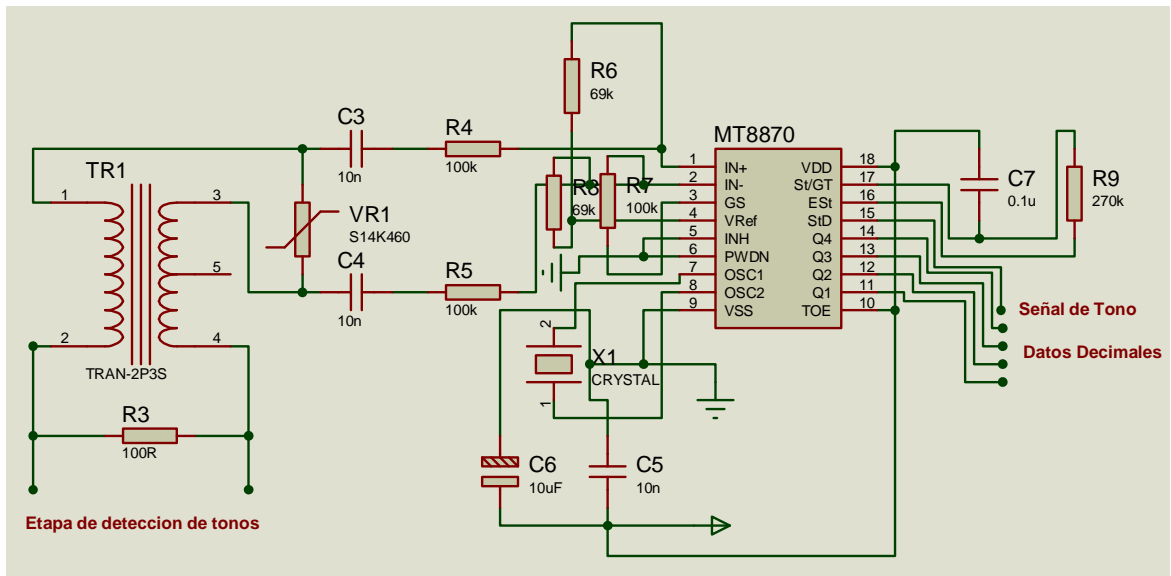 R6
69k
C3
10n
R4
100k
MT8870
TR1
1
2
3
5
4
TRAN-2P3S
VR1
S14K460
C4
10n
R5
100k
R8
69k
R7
100k
1 IN+
2 IN-
3 GS
4 VRef
5 INH
6 PWDN
7 OSC1
8 OSC2
9 VSS
VDD 18
St/GT 17
ESt 16
StD 15
Q4 14
Q3 13
Q2 12
Q1 11
TOE 10
C7
0.1u
R9
270k
Señal de Tono
Datos Decimales
2
X1
CRYSTAL
1
R3
100R
C6
10uF
C5
10n
Etapa de deteccion de tonos